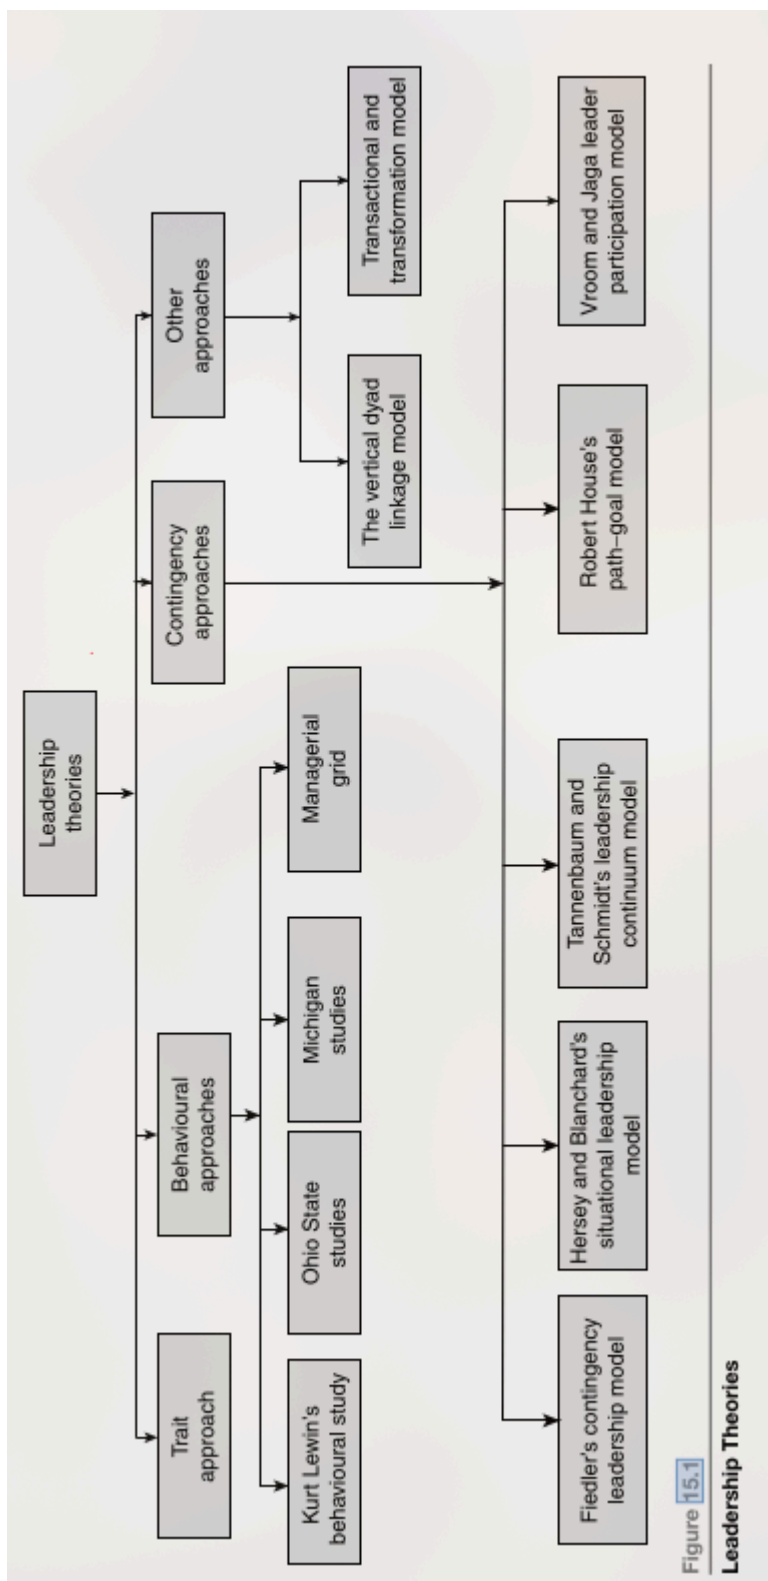 Leadership
theories
Trait
approach
Behavioural
approaches
Contingency
approaches
Other
approaches
Kurt Lewin's
behavioural study
Ohio State
studies
Michigan
studies
Managerial
grid
The vertical dyad
linkage model
Transactional and
transformation model
Fiedler's contingency
leadership model
Hersey and Blanchard's
situational leadership
model
Tannenbaum and
Schmidt's leadership
continuum model
Robert House's
path–goal model
Vroom and Jaga leader
participation model
Figure 15.1
Leadership Theories